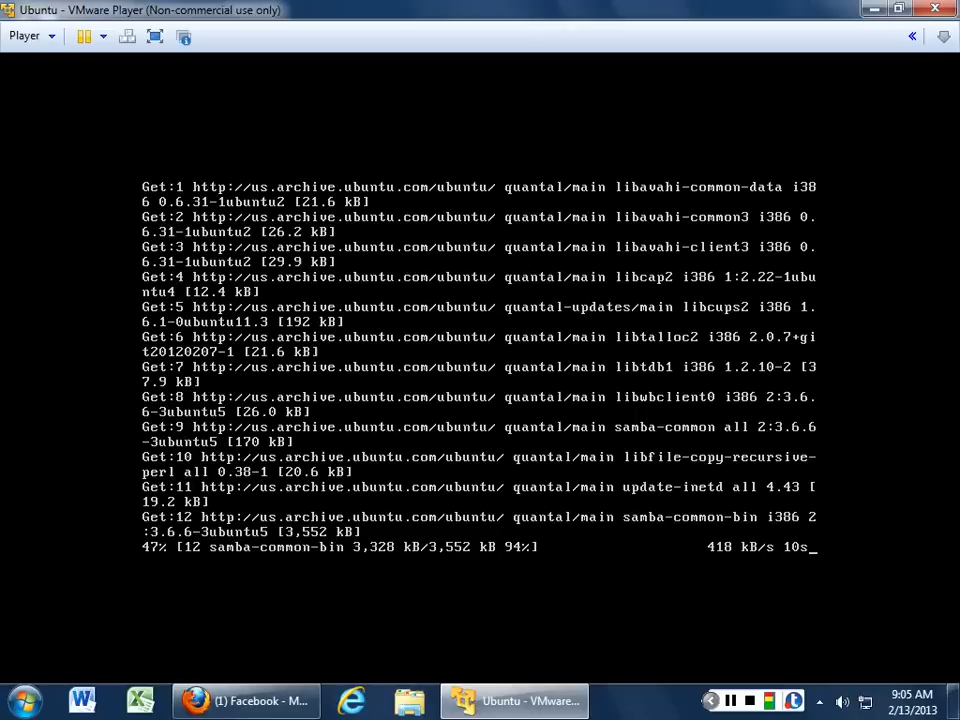 Ubuntu - VMware Player (Non-commercial use only)
Player
Get:1 http://us.archive.ubuntu.com/ubuntu/ quantal/main libavahi-common-data i38
6 0.6.31-1ubuntu2 [21.6 kB]
Get:2 http://us.archive.ubuntu.com/ubuntu/ quantal/main libavahi-common3 i386 0.
6.31-1ubuntu2 [26.2 kB]
Get:3 http://us.archive.ubuntu.com/ubuntu/ quantal/main libavahi-client3 i386 0.
6.31-1ubuntu2 [29.9 kB]
Get:4 http://us.archive.ubuntu.com/ubuntu/ quantal/main libcap2 i386 1:2.22-1ubu
ntu4 [12.4 kB]
Get:5 http://us.archive.ubuntu.com/ubuntu/ quantal-updates/main libcups2 i386 1.
6.1-0ubuntu11.3 [192 kB]
Get:6 http://us.archive.ubuntu.com/ubuntu/ quantal/main libtalloc2 i386 2.0.7+gi
t20120207-1 [21.6 kB]
Get:7 http://us.archive.ubuntu.com/ubuntu/ quantal/main libtdb1 i386 1.2.10-2 [3
7.9 kB]
Get:8 http://us.archive.ubuntu.com/ubuntu/ quantal/main libwbclient0 i386 2:3.6.
6-3ubuntu5 [26.0 kB]
Get:9 http://us.archive.ubuntu.com/ubuntu/ quantal/main samba-common all 2:3.6.6
-3ubuntu5 [170 kB]
Get:10 http://us.archive.ubuntu.com/ubuntu/ quantal/main libfile-copy-recursive-
perl all 0.38-1 [20.6 kB]
Get:11 http://us.archive.ubuntu.com/ubuntu/ quantal/main update-inetd all 4.43 [
19.2 kB]
Get:12 http://us.archive.ubuntu.com/ubuntu/ quantal/main samba-common-bin i386 2
:3.6.6-3ubuntu5 [3,552 kB]
47% [12 samba-common-bin 3,328 kB/3,552 kB 94%] 418 kB/s 10s_
(1) Facebook - M...
Ubuntu - VMware...
9:05 AM
2/13/2013